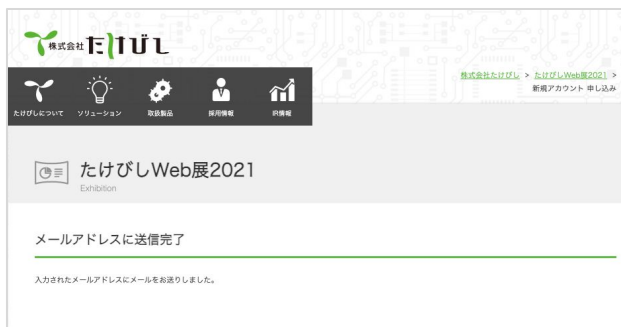 株式会社たけびし
株式会社たけびし > たけびしWeb展2021 >
新規アカウント 申し込み
たけびしについて ソリューション 取扱製品 採用情報 IR情報
たけびしWeb展2021
Exhibition
メールアドレスに送信完了
入力されたメールアドレスにメールをお送りしました。